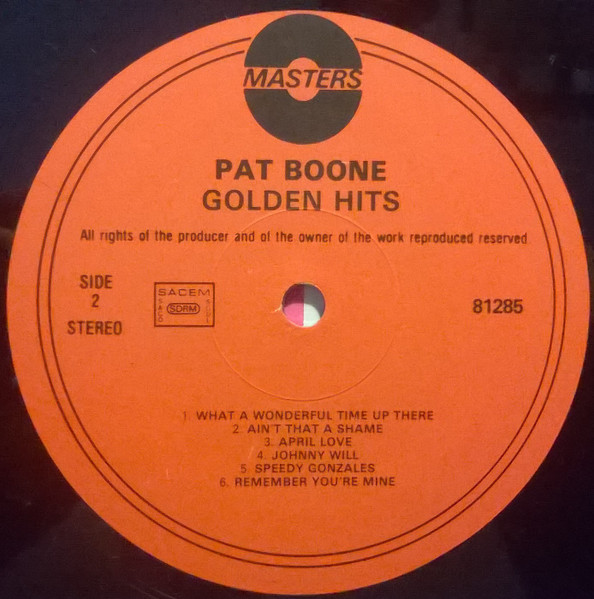 MASTERS
PAT BOONE
GOLDEN HITS
All rights of the producer and of the owner of the work reproduced reserved.
SIDE
2
STEREO
SACEM
SDRM
81285
1. WHAT A WONDERFUL TIME UP THERE
2. AIN'T THAT A SHAME
3. APRIL LOVE
4. JOHNNY WILL
5. SPEEDY GONZALES
6. REMEMBER YOU'RE MINE